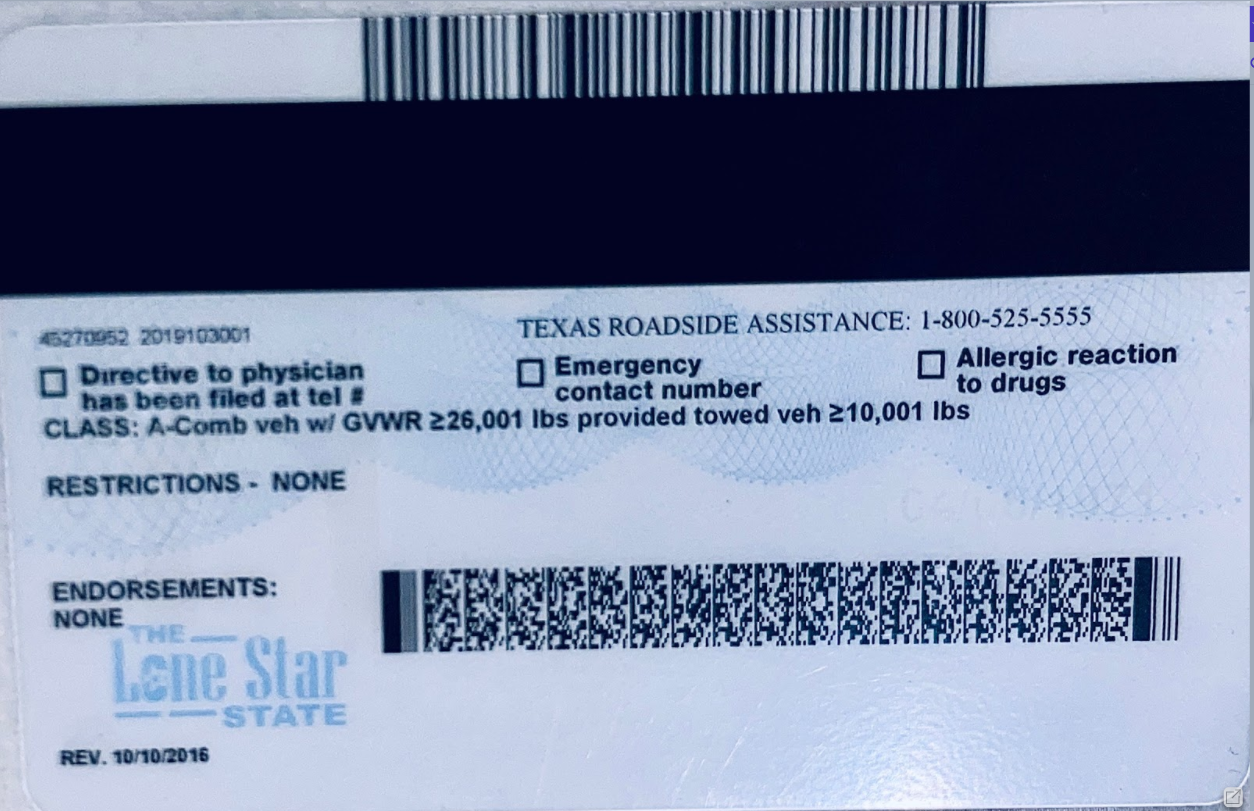 45270952 2019103001
TEXAS ROADSIDE ASSISTANCE: 1-800-525-5555
Directive to physician
has been filed at tel #
Emergency
contact number
Allergic reaction
to drugs
CLASS: A-Comb veh w/ GVWR ≥26,001 lbs provided towed veh ≥10,001 lbs
RESTRICTIONS - NONE
ENDORSEMENTS:
NONE
THE
Lone Star
STATE
REV. 10/10/2016